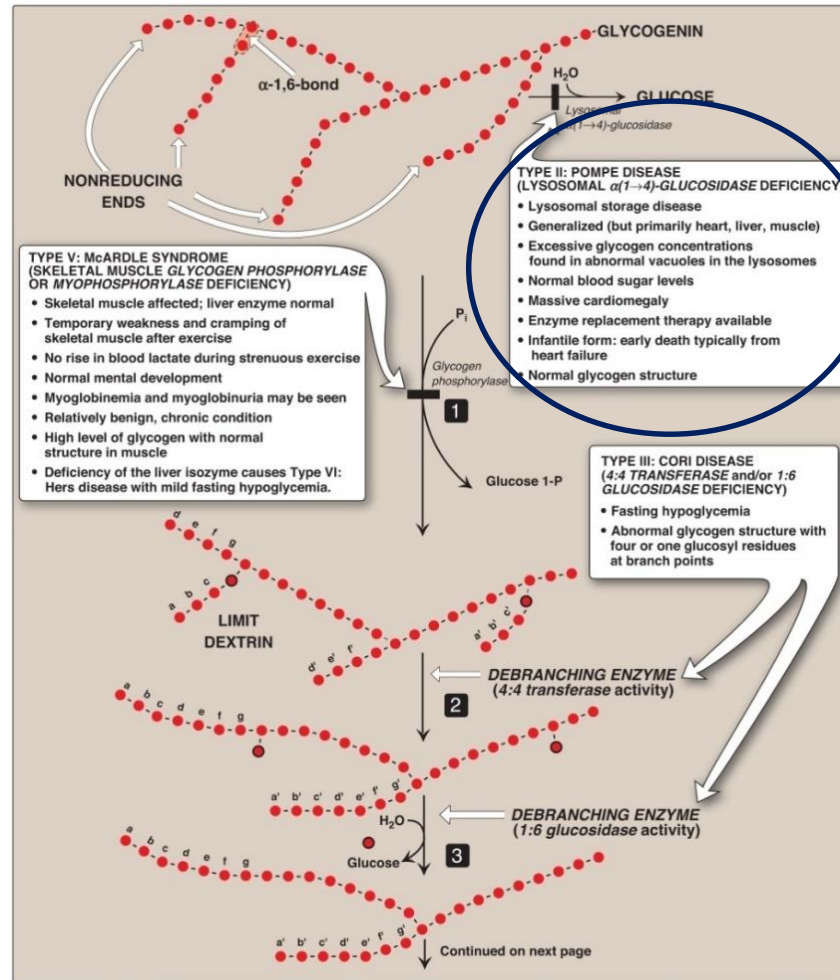 GLYCOGENIN
α-1,6-bond
H₂O
GLUCOSE
Lysosomal
α(1→4)-glucosidase
NONREDUCING
ENDS
TYPE II: POMPE DISEASE
(LYSOSOMAL α(1→4)-GLUCOSIDASE DEFICIENCY
• Lysosomal storage disease
• Generalized (but primarily heart, liver, muscle)
• Excessive glycogen concentrations
found in abnormal vacuoles in the lysosomes
• Normal blood sugar levels
• Massive cardiomegaly
• Enzyme replacement therapy available
• Infantile form: early death typically from
heart failure
• Normal glycogen structure
TYPE V: McARDLE SYNDROME
(SKELETAL MUSCLE GLYCOGEN PHOSPHORYLASE
OR MYOPHOSPHORYLASE DEFICIENCY)
• Skeletal muscle affected; liver enzyme normal
• Temporary weakness and cramping of
skeletal muscle after exercise
• No rise in blood lactate during strenuous exercise
• Normal mental development
• Myoglobinemia and myoglobinuria may be seen
• Relatively benign, chronic condition
• High level of glycogen with normal
structure in muscle
• Deficiency of the liver isozyme causes Type VI:
Hers disease with mild fasting hypoglycemia.
Pᵢ
Glycogen
phosphorylase
1
Glucose 1-P
TYPE III: CORI DISEASE
(4:4 TRANSFERASE and/or 1:6
GLUCOSIDASE DEFICIENCY)
• Fasting hypoglycemia
• Abnormal glycogen structure with
four or one glucosyl residues
at branch points
d e f g
a b c
LIMIT
DEXTRIN
a' b' c'
d' e' f'
2
DEBRANCHING ENZYME
(4:4 transferase activity)
a b c d e f g
a' b' c' d' e' f' g'
H₂O
Glucose
3
DEBRANCHING ENZYME
(1:6 glucosidase activity)
a b c d e f g
a' b' c' d' e' f' g'
Continued on next page